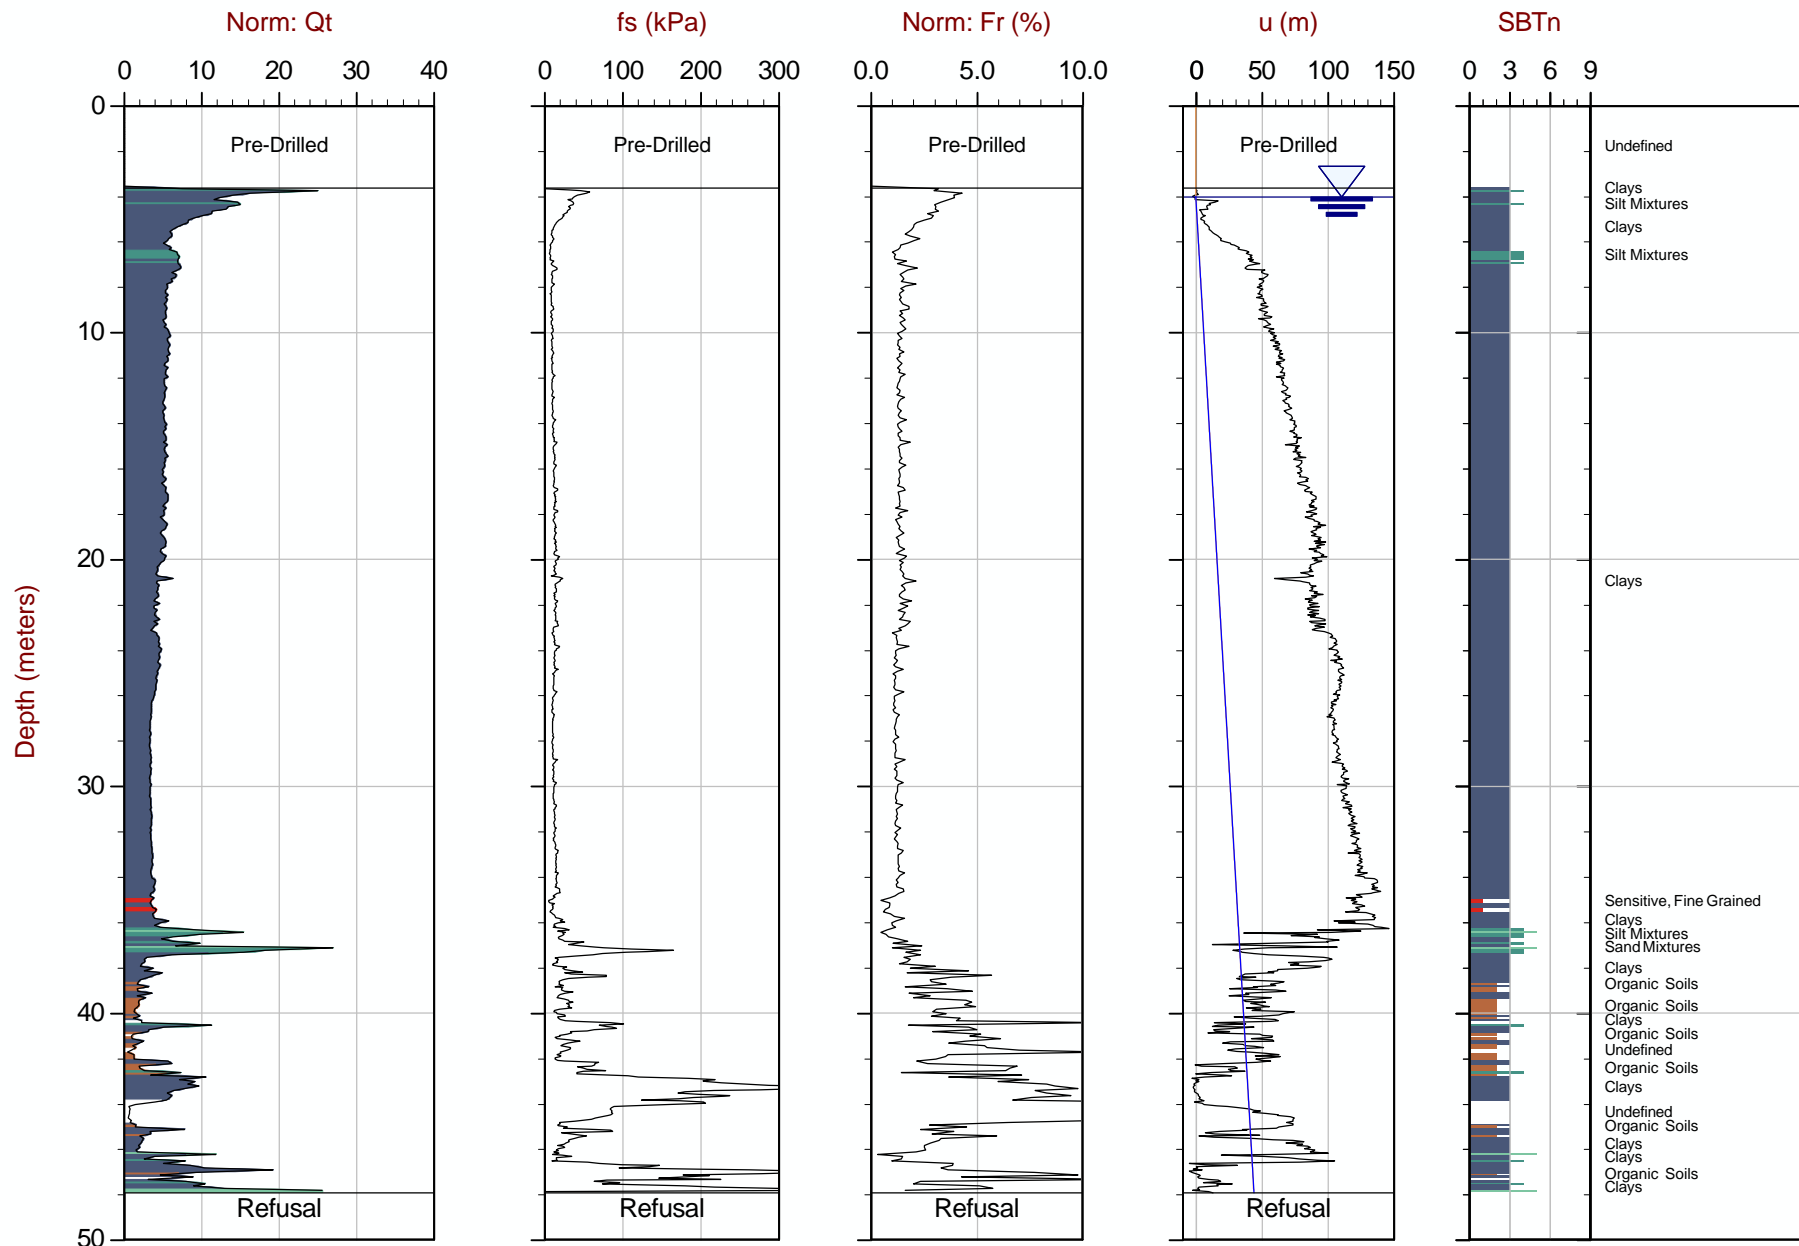 Norm: Qt
fs (kPa)
Norm: Fr (%)
u (m)
SBTn
0 10 20 30 40
0 100 200 300
0.0 5.0 10.0
0 50 100 150
0 3 6 9
0
10
20
30
40
50
Depth (meters)
Pre-Drilled
Pre-Drilled
Pre-Drilled
Pre-Drilled
Undefined
Clays
Silt Mixtures
Clays
Silt Mixtures
Clays
Sensitive, Fine Grained
Clays
Silt Mixtures
Sand Mixtures
Clays
Organic Soils
Organic Soils
Clays
Organic Soils
Undefined
Organic Soils
Clays
Undefined
Organic Soils
Clays
Clays
Organic Soils
Clays
Refusal
Refusal
Refusal
Refusal